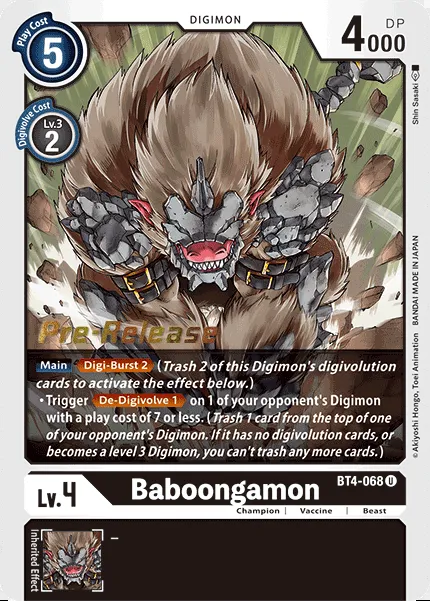 DIGIMON
Play Cost
5
4000
DP
Digivolve Cost
Lv.3
2
Shin Sasaki
© Akiyoshi Hongo, Toei Animation BANDAI MADE IN JAPAN
Pre-Release
Main Digi-Burst 2 (Trash 2 of this Digimon's digivolution
cards to activate the effect below.)
• Trigger De-Digivolve 1 on 1 of your opponent's Digimon
with a play cost of 7 or less. (Trash 1 card from the top of
one of your opponent's Digimon. If it has no digivolution cards, or
becomes a level 3 Digimon, you can't trash any more cards.)
Lv.4
Baboongamon
BT4-068 U
Champion | Vaccine | Beast
Inherited Effect
–